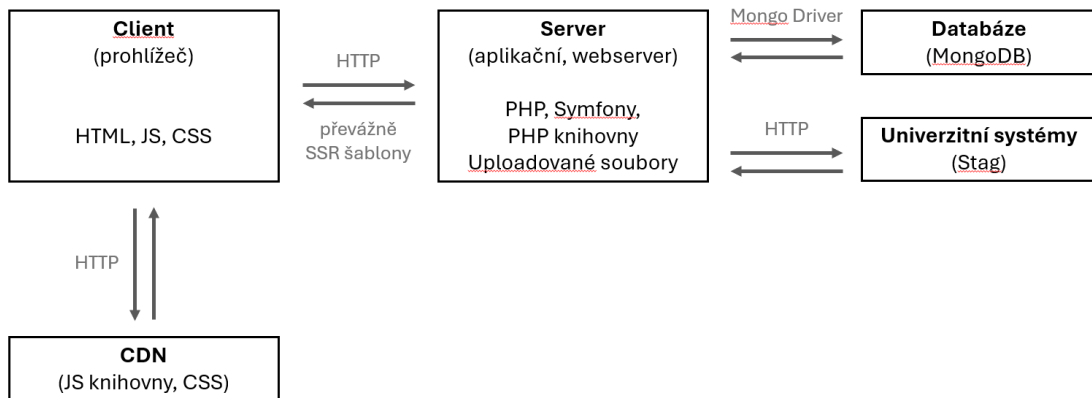 Client
(prohlížeč)
HTML, JS, CSS
HTTP
převážně
SSR šablony
Server
(aplikační, webserver)
PHP, Symfony,
PHP knihovny
Uploadované soubory
Mongo Driver
Databáze
(MongoDB)
HTTP
Univerzitní systémy
(Stag)
HTTP
CDN
(JS knihovny, CSS)